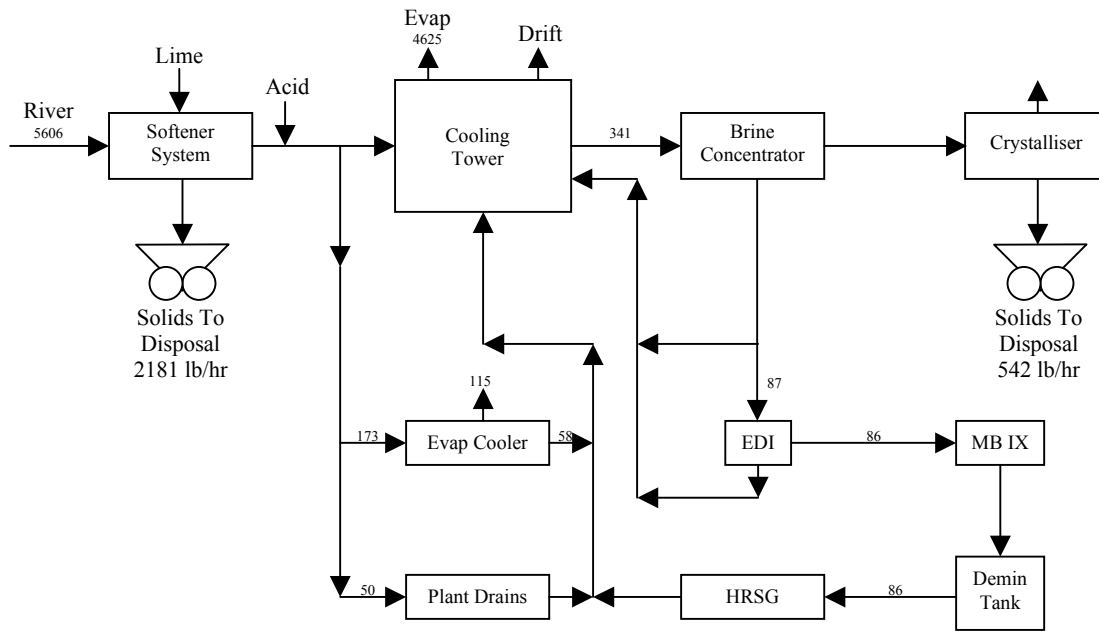 Evap
4625
Drift
Lime
Acid
River
5606
Softener
System
Cooling
Tower
341
Brine
Concentrator
Crystalliser
Solids To
Disposal
2181 lb/hr
Solids To
Disposal
542 lb/hr
115
87
173
Evap Cooler
58
EDI
86
MB IX
50
Plant Drains
HRSG
86
Demin
Tank